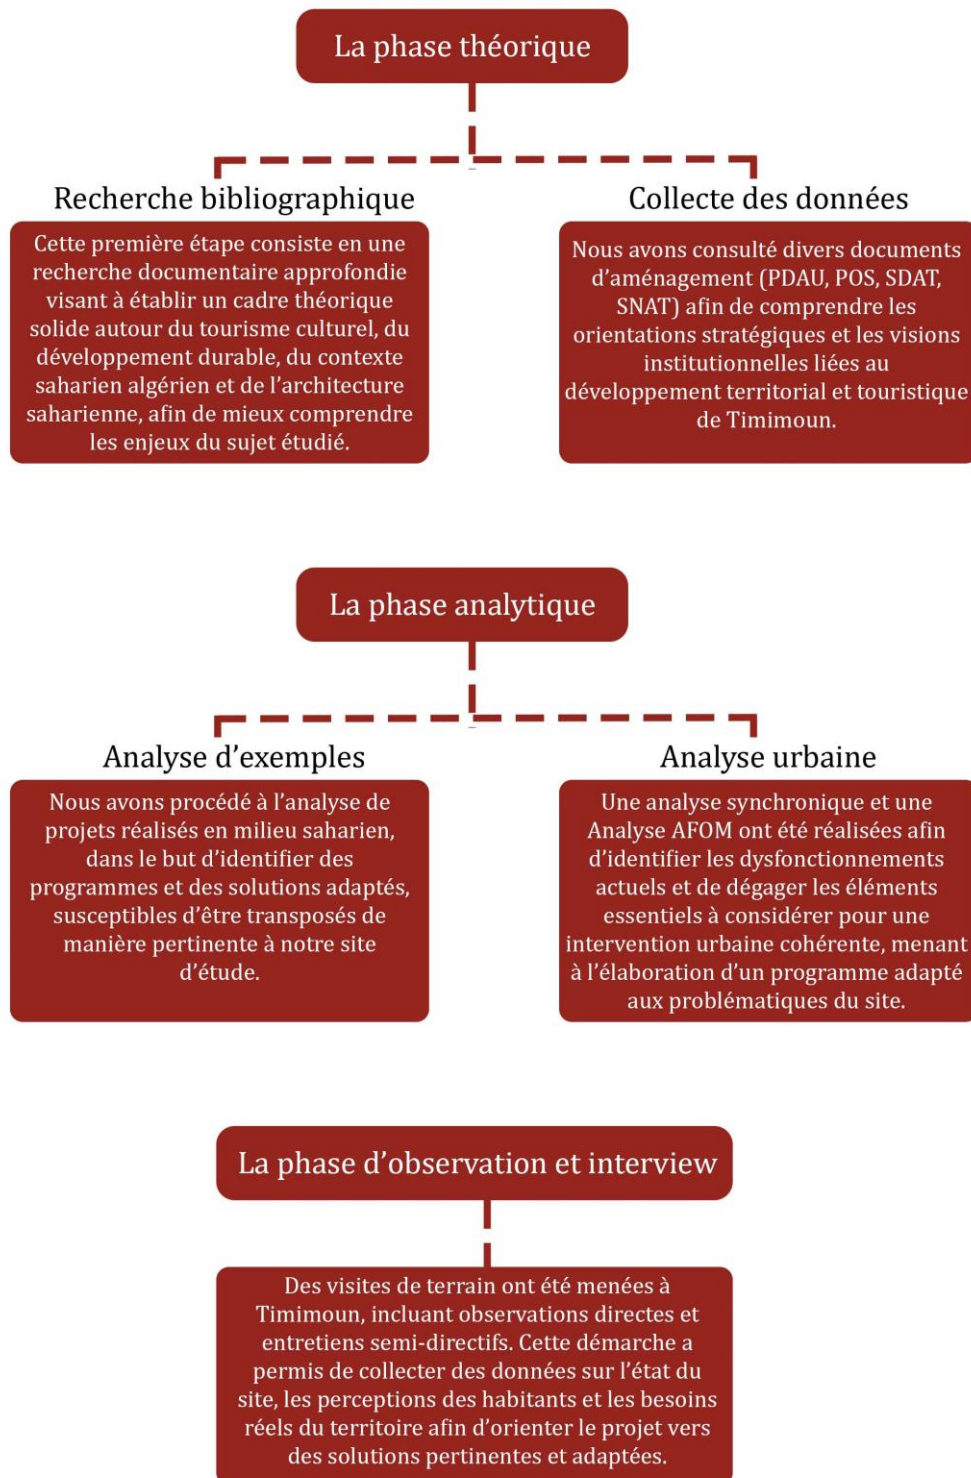 La phase théorique
Recherche bibliographique
Cette première étape consiste en une
recherche documentaire approfondie
visant à établir un cadre théorique
solide autour du tourisme culturel, du
développement durable, du contexte
saharien algérien et de l’architecture
saharienne, afin de mieux comprendre
les enjeux du sujet étudié.
Collecte des données
Nous avons consulté divers documents
d’aménagement (PDAU, POS, SDAT,
SNAT) afin de comprendre les
orientations stratégiques et les visions
institutionnelles liées au
développement territorial et touristique
de Timimoun.
La phase analytique
Analyse d’exemples
Nous avons procédé à l’analyse de
projets réalisés en milieu saharien,
dans le but d’identifier des
programmes et des solutions adaptés,
susceptibles d’être transposés de
manière pertinente à notre site
d’étude.
Analyse urbaine
Une analyse synchronique et une
Analyse AFOM ont été réalisées afin
d’identifier les dysfonctionnements
actuels et de dégager les éléments
essentiels à considérer pour une
intervention urbaine cohérente, menant
à l’élaboration d’un programme adapté
aux problématiques du site.
La phase d’observation et interview
Des visites de terrain ont été menées à
Timimoun, incluant observations directes et
entretiens semi-directifs. Cette démarche a
permis de collecter des données sur l’état du
site, les perceptions des habitants et les besoins
réels du territoire afin d’orienter le projet vers
des solutions pertinentes et adaptées.